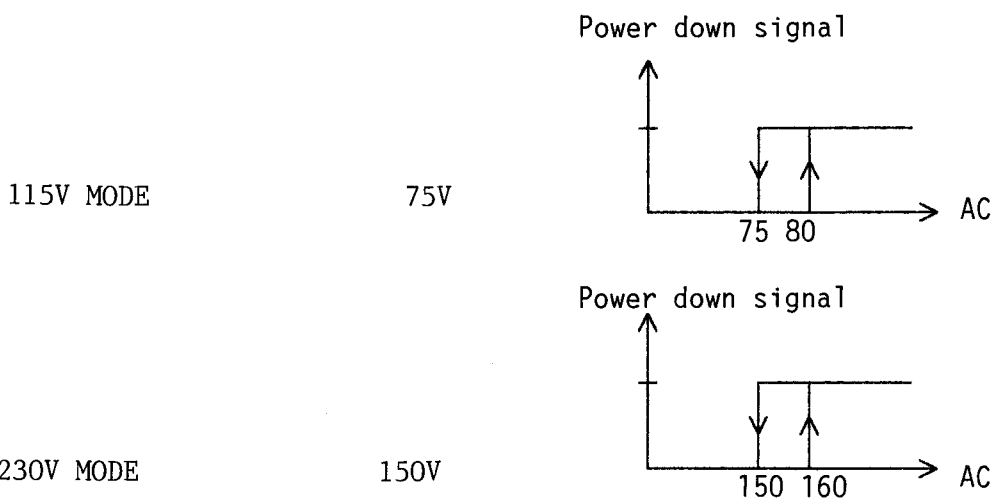 Power down signal
115V MODE 75V
AC
75 80
Power down signal
230V MODE 150V
AC
150 160